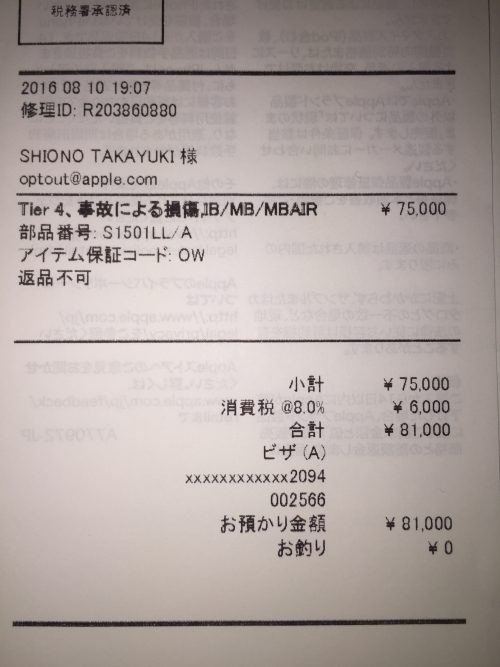 税務署承認済
2016 08 10 19:07
修理ID: R203860880
SHIONO TAKAYUKI 様
optout@apple.com
Tier 4、事故による損傷,IB/MB/MBAIR ¥ 75,000
部品番号: S1501LL/A
アイテム保証コード: OW
返品不可
小計 ¥ 75,000
消費税 @8.0% ¥ 6,000
合計 ¥ 81,000
ビザ (A)
xxxxxxxxxxxx2094
002566
お預かり金額 ¥ 81,000
お釣り ¥ 0